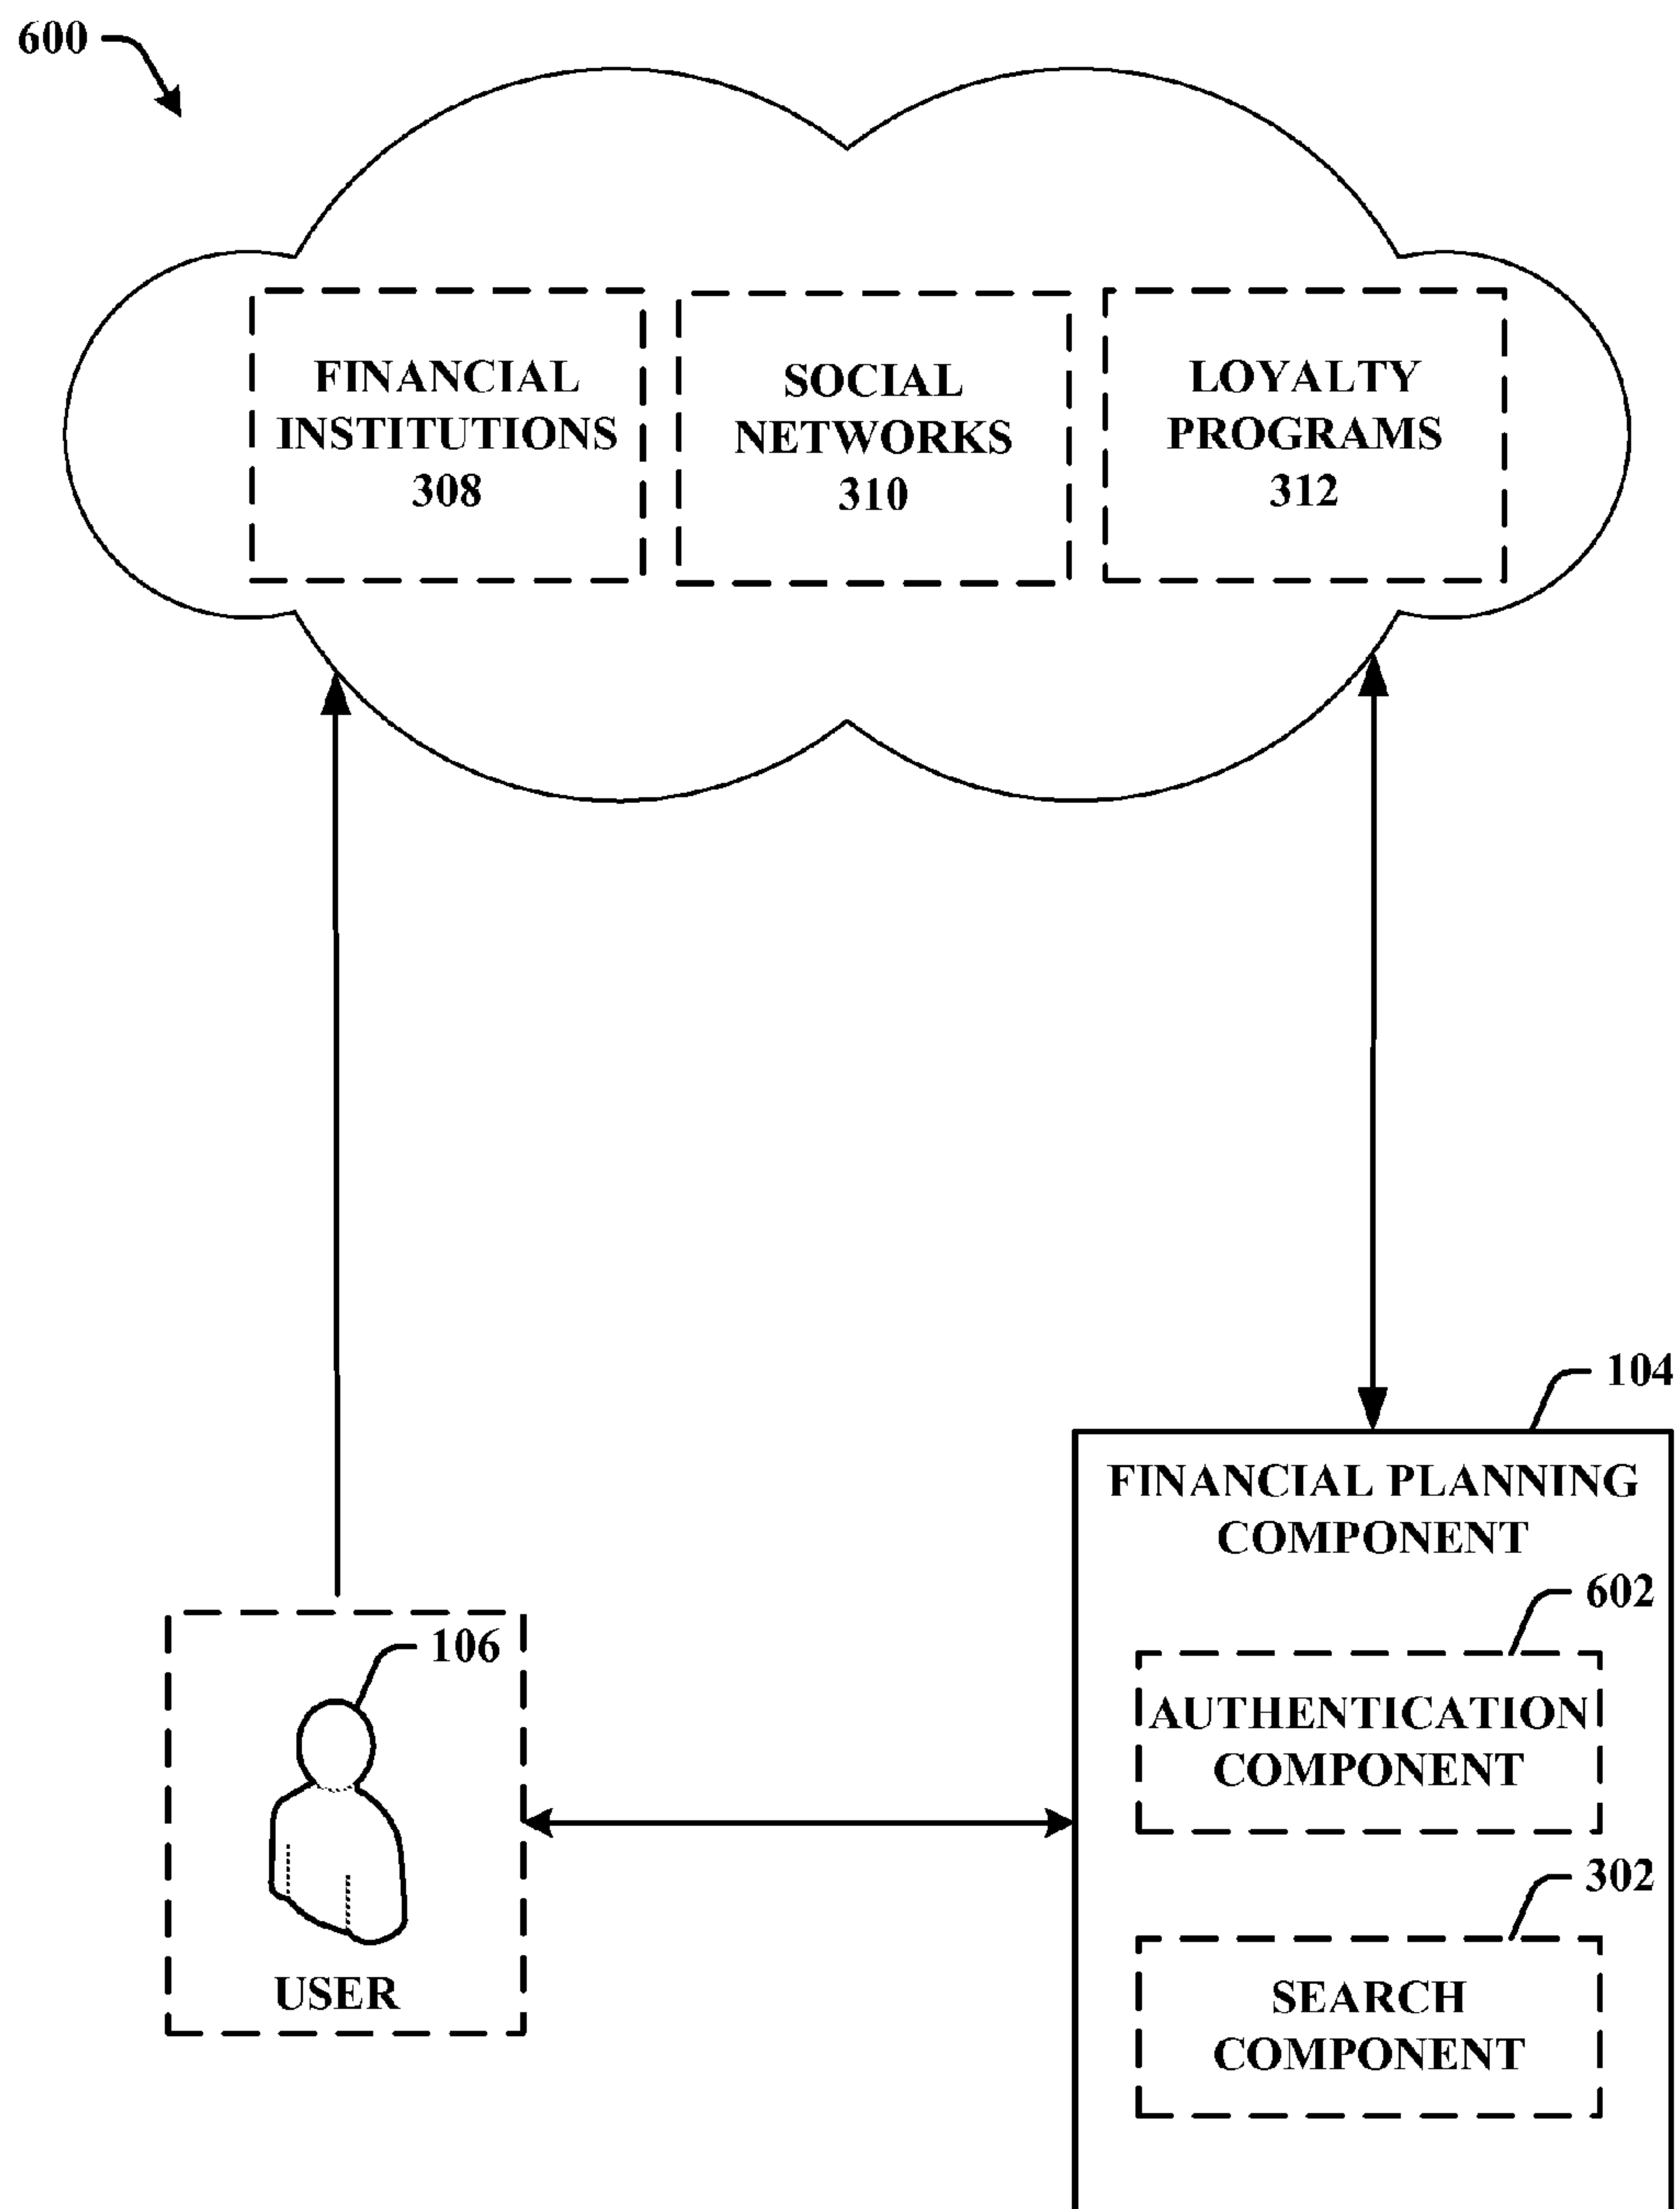 600
FINANCIAL
INSTITUTIONS
308
SOCIAL
NETWORKS
310
LOYALTY
PROGRAMS
312
104
FINANCIAL PLANNING
COMPONENT
602
AUTHENTICATION
COMPONENT
302
SEARCH
COMPONENT
106
USER